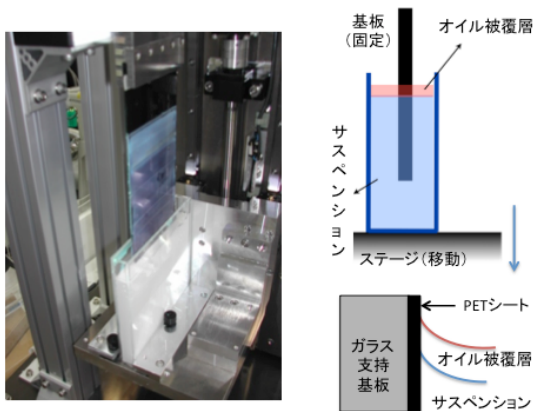 基板
(固定)
オイル被覆層
サスペンション
ステージ(移動)
PETシート
ガラス
支持
基板
オイル被覆層
サスペンション